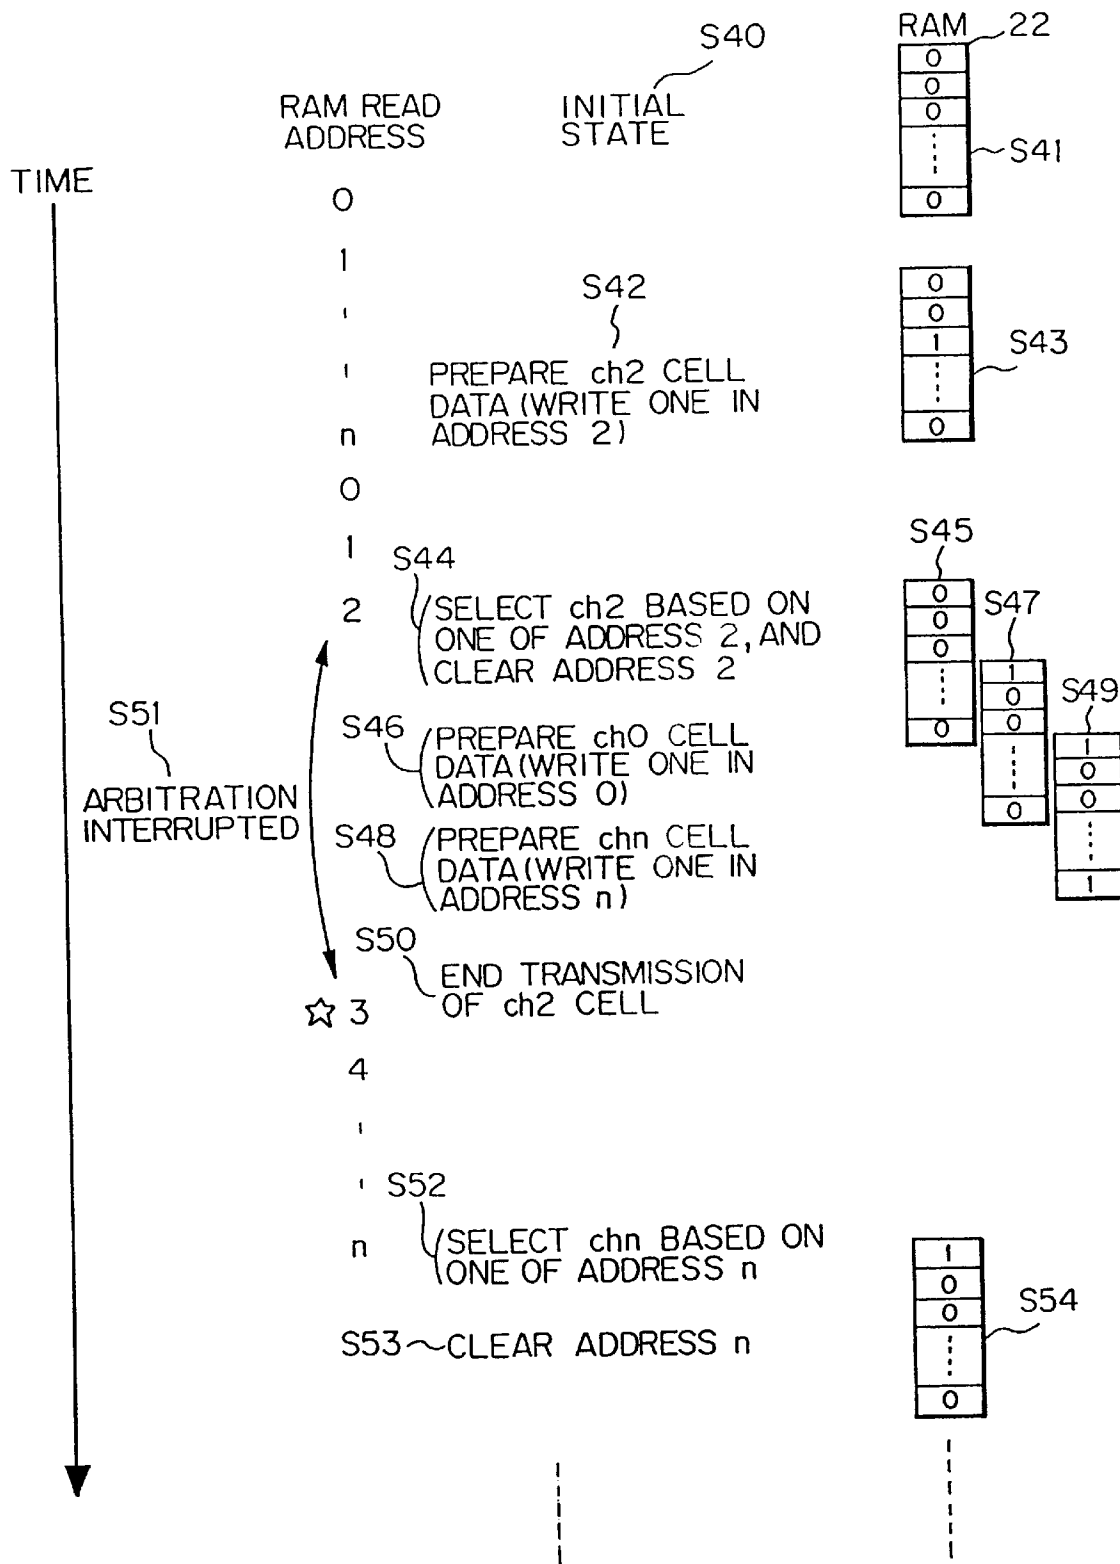 S40
RAM
22
0
0
0
0
S41
RAM READ
ADDRESS
INITIAL
STATE
TIME
0
1
n
S42
PREPARE ch2 CELL
DATA (WRITE ONE IN
ADDRESS 2)
0
0
1
0
S43
0
1
2
S44
SELECT ch2 BASED ON
ONE OF ADDRESS 2, AND
CLEAR ADDRESS 2
S45
0
0
0
0
S47
1
0
0
0
S49
1
0
0
1
S51
ARBITRATION
INTERRUPTED
S46
PREPARE ch0 CELL
DATA (WRITE ONE IN
ADDRESS 0)
S48
PREPARE chn CELL
DATA (WRITE ONE IN
ADDRESS n)
S50
END TRANSMISSION
OF ch2 CELL
☆ 3
4
n
S52
SELECT chn BASED ON
ONE OF ADDRESS n
S53
CLEAR ADDRESS n
1
0
0
0
S54